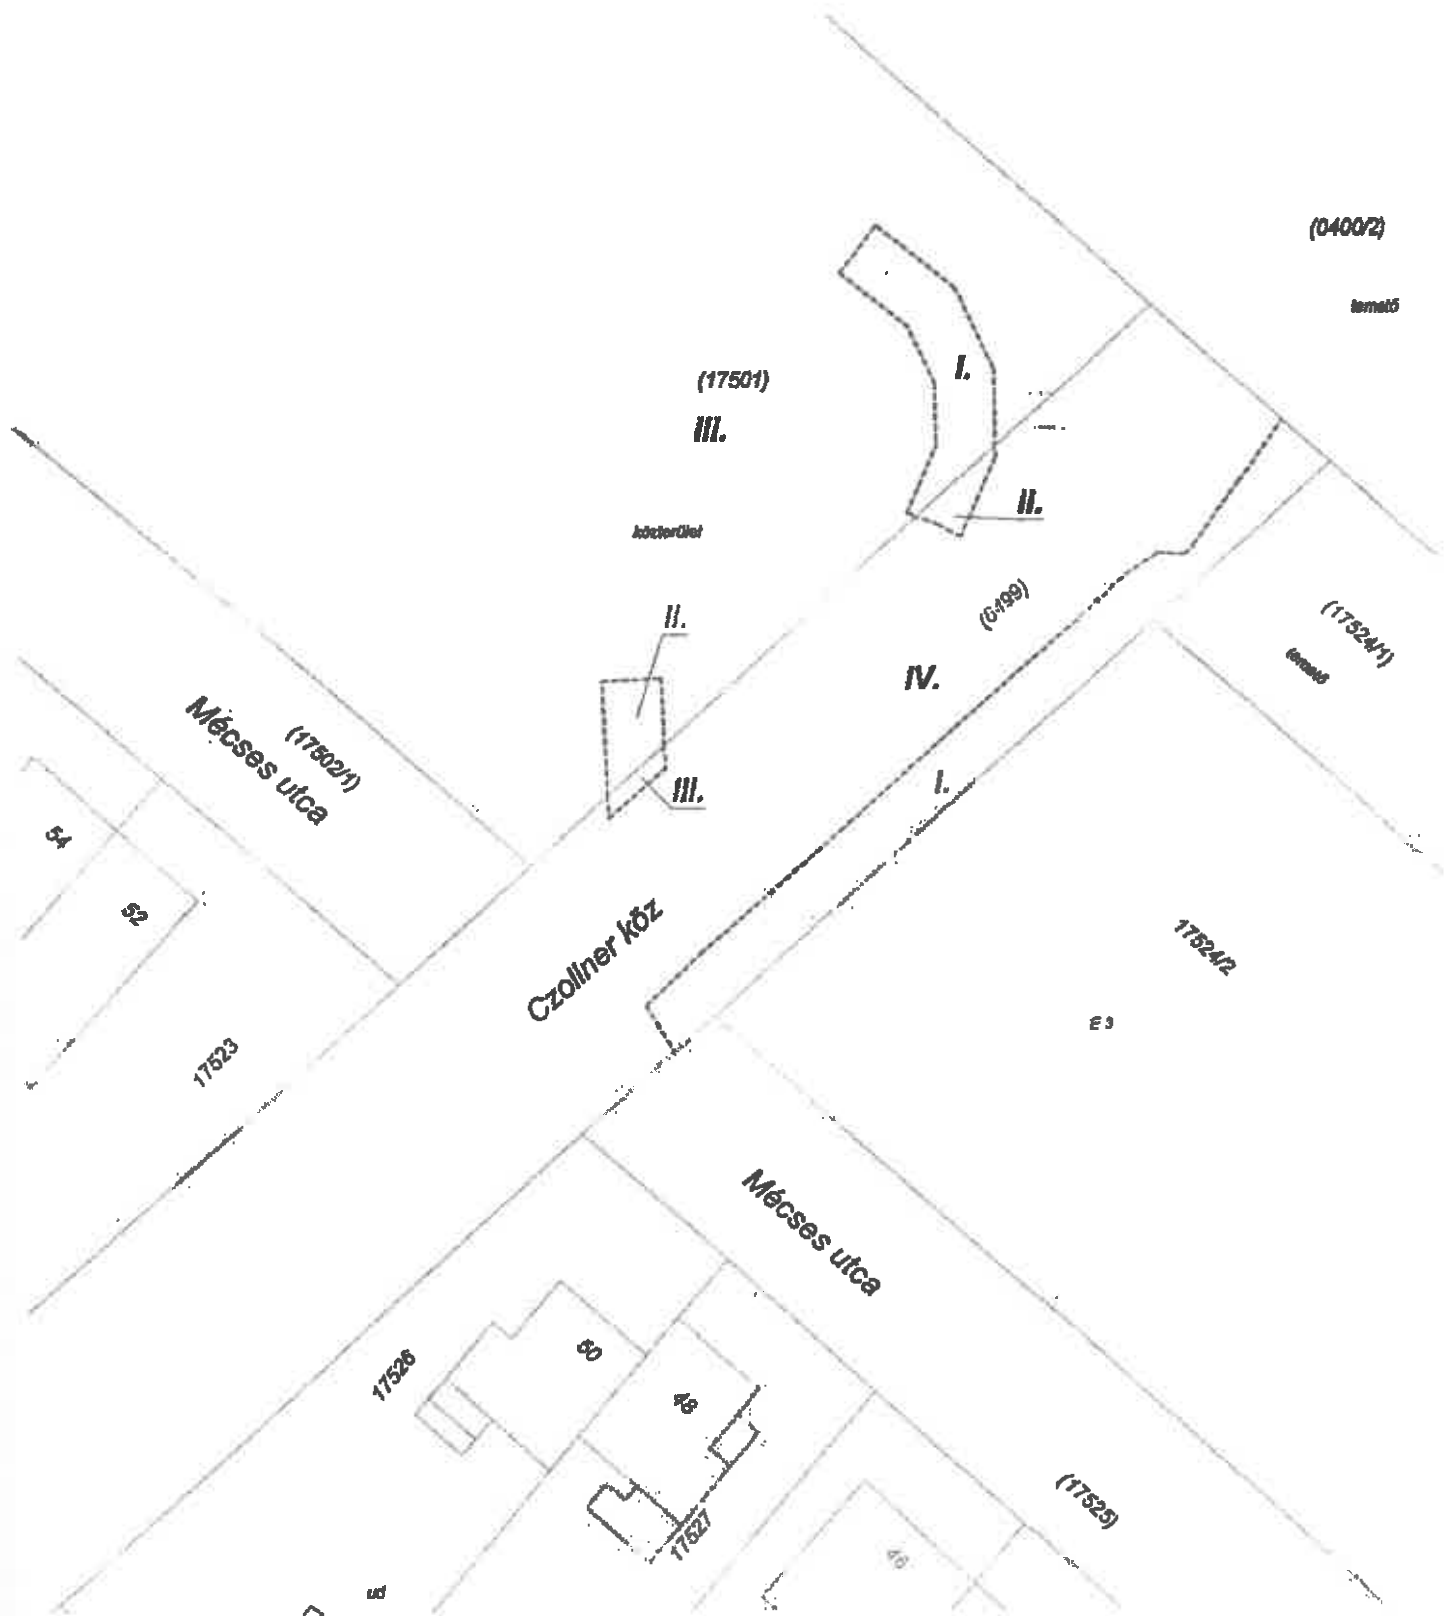 (0400/2)
temető
I.
(17501)
III.
II.
közterület
(6499)
II.
(17524/1)
temető
IV.
Mécses utca
(17502/1)
I.
III.
54
52
Czollner köz
17524/2
E 3
17523
Mécses utca
50
17526
48
(17525)
17527
46
ud